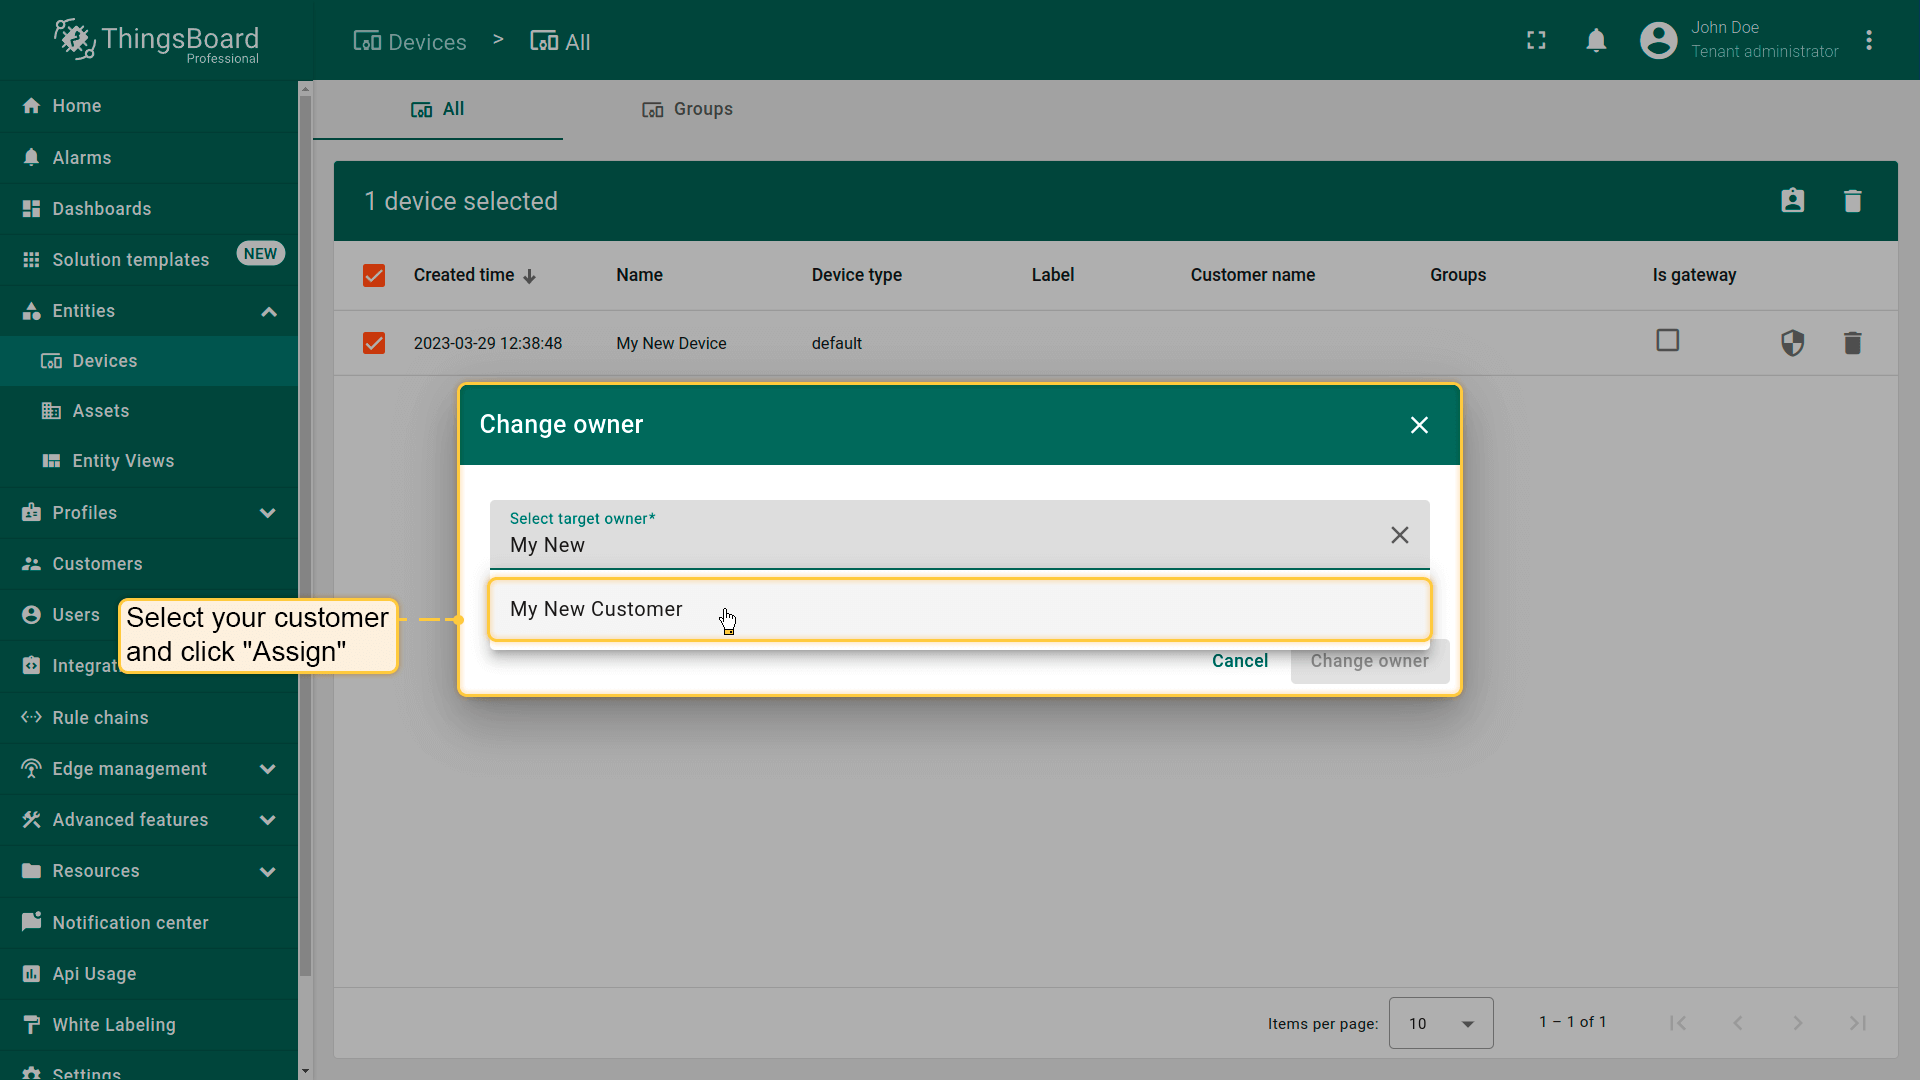 ThingsBoard
Professional
Devices > All
John Doe
Tenant administrator
Home
Alarms
Dashboards
Solution templates NEW
Entities
Devices
Assets
Entity Views
Profiles
Customers
Users
Integrat
Rule chains
Edge management
Advanced features
Resources
Notification center
Api Usage
White Labeling
Settings
All Groups
1 device selected
Created time Name Device type Label Customer name Groups Is gateway
2023-03-29 12:38:48 My New Device default
Change owner
Select target owner*
My New
My New Customer
Cancel Change owner
Select your customer
and click "Assign"
Items per page: 10 1 – 1 of 1